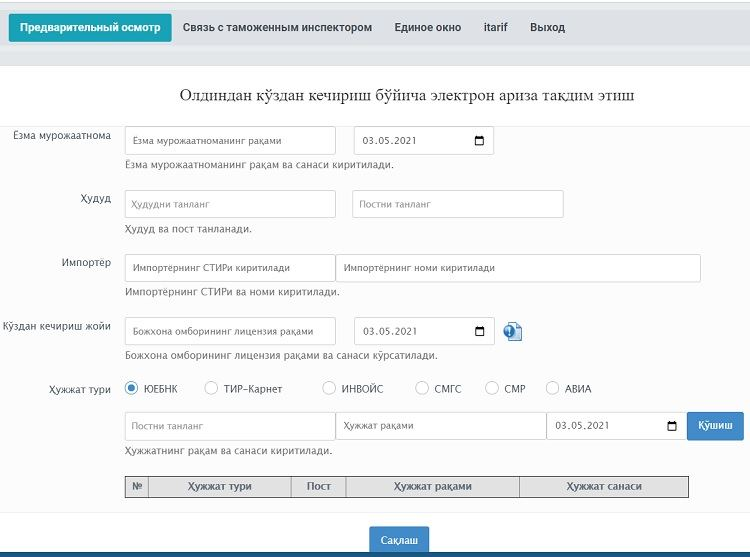 Предварительный осмотр Связь с таможенным инспектором Единое окно itarif Выход
Олдиндан кўздан кечириш бўйича электрон ариза тақдим этиш
Ёзма мурожаатнома Ёзма мурожаатноманинг рақами 03.05.2021
Ёзма мурожаатноманинг рақам ва санаси киритилади.
Ҳудуд Ҳудудни танланг Постни танланг
Ҳудуд ва пост танланади.
Импортёр Импортёрнинг СТИРи киритилади Импортёрнинг номи киритилади
Импортёрнинг СТИРи ва номи киритилади.
Кўздан кечириш жойи Божхона омборининг лицензия рақами 03.05.2021
Божхона омборининг лицензия рақами ва санаси кўрсатилади.
Ҳужжат тури ЮЕБНК ТИР-Карнет ИНВОЙС СМГС СМР АВИА
Постни танланг Ҳужжат рақами 03.05.2021 Қўшиш
Ҳужжатнинг рақам ва санаси киритилади.
№ Ҳужжат тури Пост Ҳужжат рақами Ҳужжат санаси
Сақлаш